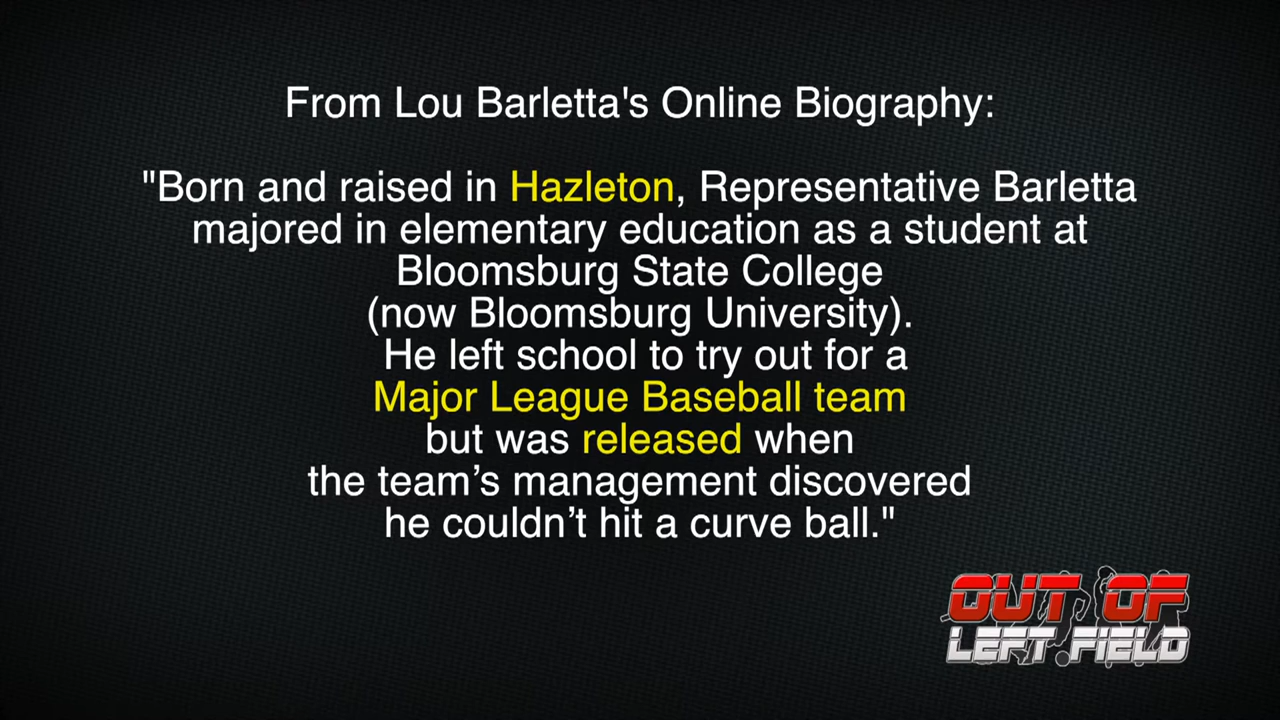 From Lou Barletta's Online Biography:
"Born and raised in Hazleton, Representative Barletta
majored in elementary education as a student at
Bloomsburg State College
(now Bloomsburg University).
He left school to try out for a
Major League Baseball team
but was released when
the team’s management discovered
he couldn’t hit a curve ball."
OUT OF
LEFT FIELD